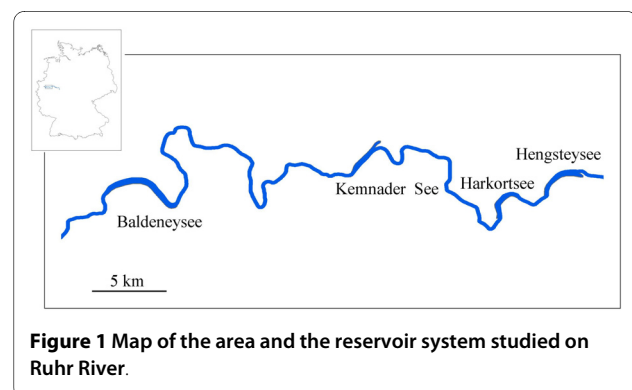 Hengsteysee
Kemnader See
Harkortsee
Baldeneysee
5 km
Figure 1 Map of the area and the reservoir system studied on
Ruhr River.